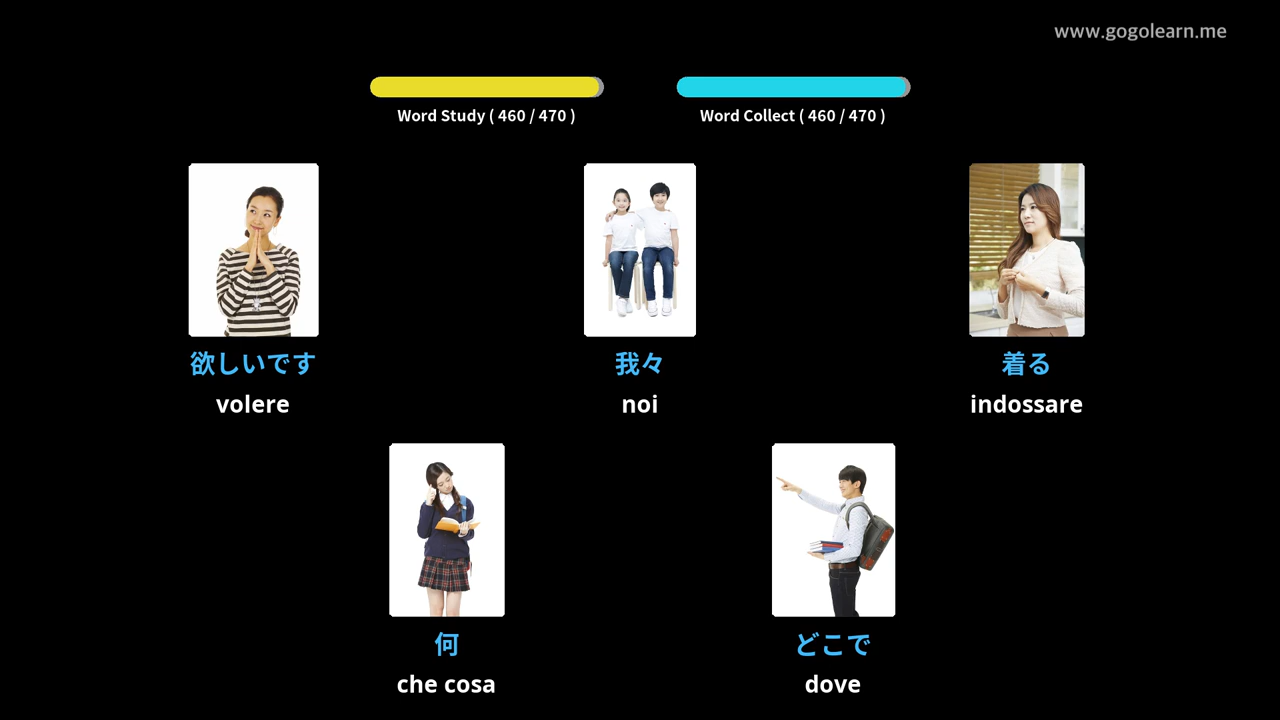 www.gogolearn.me
Word Study ( 460 / 470 )
Word Collect ( 460 / 470 )
欲しいです
volere
我々
noi
着る
indossare
何
che cosa
どこで
dove